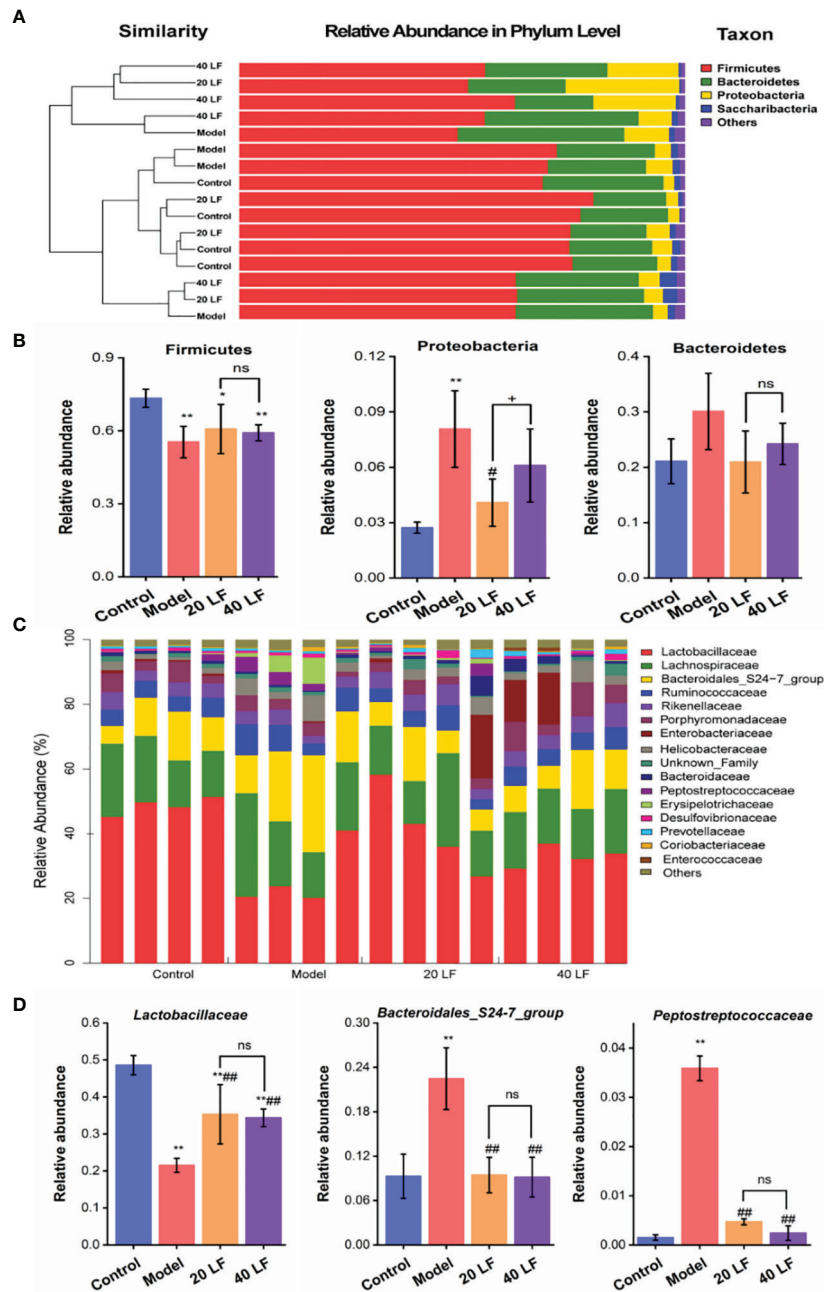 A
Similarity
Relative Abundance in Phylum Level
Taxon
40 LF
20 LF
40 LF
40 LF
Model
Model
Model
Control
20 LF
Control
20 LF
Control
Control
40 LF
20 LF
Model
Firmicutes
Bacteroidetes
Proteobacteria
Saccharibacteria
Others
B
Firmicutes
Relative abundance
0.9
0.6
0.3
0.0
**
*
ns
**
Control
Model
20 LF
40 LF
Proteobacteria
Relative abundance
0.12
0.09
0.06
0.03
0.00
**
#
+
Control
Model
20 LF
40 LF
Bacteroidetes
Relative abundance
0.4
0.3
0.2
0.1
0.0
ns
Control
Model
20 LF
40 LF
C
Relative Abundance (%)
100
80
60
40
20
0
Control
Model
20 LF
40 LF
Lactobacillaceae
Lachnospiraceae
Bacteroidales_S24−7_group
Ruminococcaceae
Rikenellaceae
Porphyromonadaceae
Enterobacteriaceae
Helicobacteraceae
Unknown_Family
Bacteroidaceae
Peptostreptococcaceae
Erysipelotrichaceae
Desulfovibrionaceae
Prevotellaceae
Coriobacteriaceae
Enterococcaceae
Others
D
Lactobacillaceae
Relative abundance
0.6
0.5
0.4
0.3
0.2
0.1
0.0
**
**##
ns
**##
Control
Model
20 LF
40 LF
Bacteroidales_S24-7_group
Relative abundance
0.30
0.24
0.18
0.12
0.06
0.00
**
ns
##
##
Control
Model
20 LF
40 LF
Peptostreptococcaceae
Relative abundance
0.04
0.03
0.02
0.01
0.00
**
ns
##
##
Control
Model
20 LF
40 LF